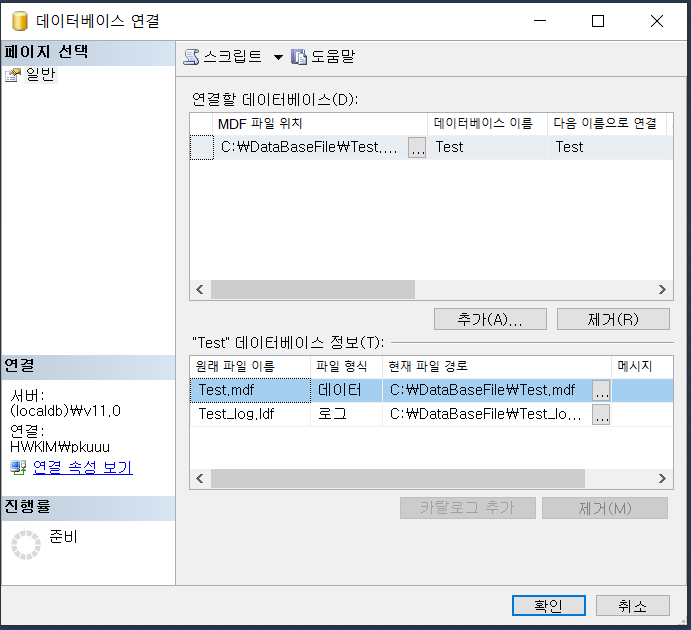 데이터베이스 연결
페이지 선택
일반
스크립트
도움말
연결할 데이터베이스(D):
MDF 파일 위치 데이터베이스 이름 다음 이름으로 연결
C:₩DataBaseFile₩Test.... ... Test Test
추가(A)... 제거(R)
"Test" 데이터베이스 정보(T):
원래 파일 이름 파일 형식 현재 파일 경로 메시지
Test.mdf 데이터 C:₩DataBaseFile₩Test.mdf ...
Test_log.ldf 로그 C:₩DataBaseFile₩Test_lo... ...
카탈로그 추가 제거(M)
연결
서버:
(localdb)₩v11.0
연결:
HWKIM₩pkuuu
연결 속성 보기
진행률
준비
확인 취소